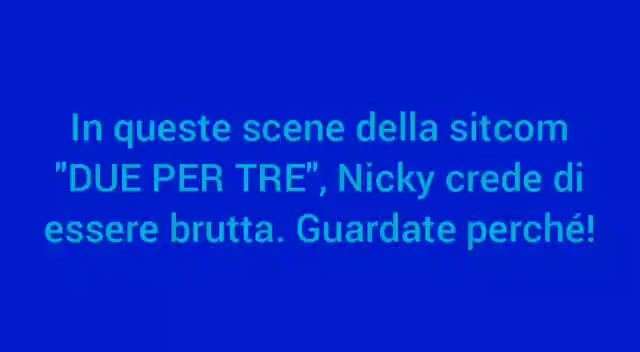 In queste scene della sitcom
"DUE PER TRE", Nicky crede di
essere brutta. Guardate perché!